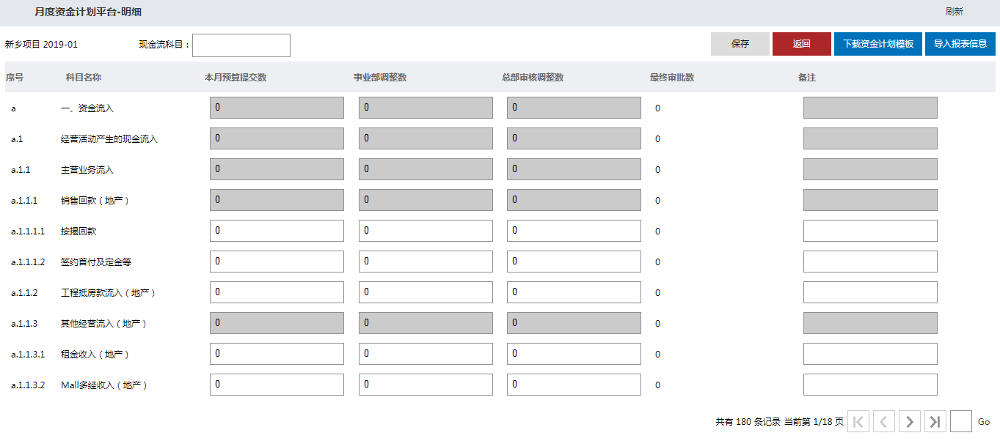 月度资金计划平台-明细 刷新
新乡项目 2019-01 现金流科目： 保存 返回 下载资金计划模板 导入报表信息
序号 科目名称 本月预算提交数 事业部调整数 总部审核调整数 最终审批数 备注
a 一、资金流入 0 0 0 0
a.1 经营活动产生的现金流入 0 0 0 0
a.1.1 主营业务流入 0 0 0 0
a.1.1.1 销售回款（地产） 0 0 0 0
a.1.1.1.1 按揭回款 0 0 0 0
a.1.1.1.2 签约首付及定金等 0 0 0 0
a.1.1.2 工程抵房款流入（地产） 0 0 0 0
a.1.1.3 其他经营流入（地产） 0 0 0 0
a.1.1.3.1 租金收入（地产） 0 0 0 0
a.1.1.3.2 Mall多经收入（地产） 0 0 0 0
共有 180 条记录 当前第 1/18 页 Go